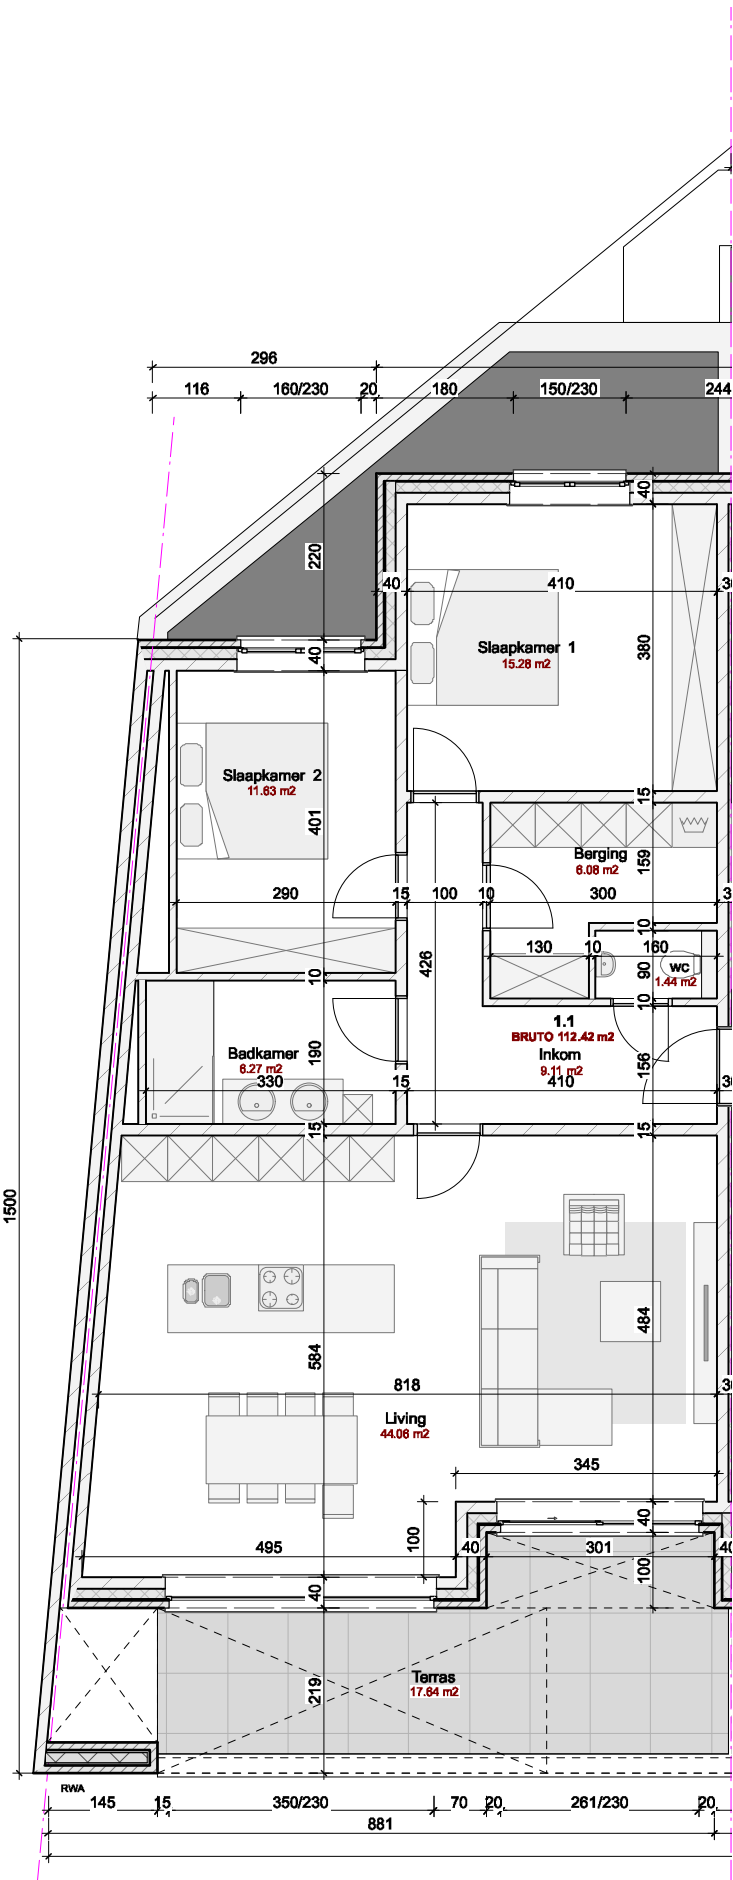 296
116 160/230 20 180 150/230 244
40
220
40 410
Slaapkamer 1
15.28 m2
380
40
Slaapkamer 2
11.63 m2
401
15
Berging
6.08 m2
159
290 15 100 10 300
10
130 10 160
426
WC
1.44 m2
90
10
10
1.1
BRUTO 112.42 m2
Inkom
9.11 m2
156
Badkamer
6.27 m2
190
330 15 410
15
15
1500
484
584
818
Living
44.06 m2
345
100
40
495 40 301 40
40
100
Terras
17.64 m2
219
RWA
145 15 350/230 70 20 261/230 20
881